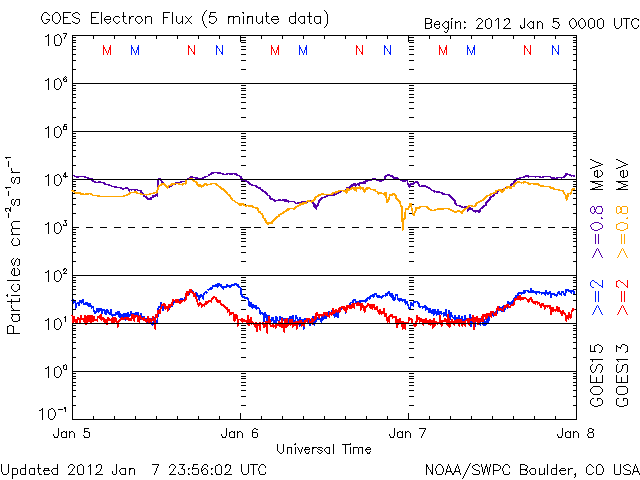 GOES Electron Flux (5 minute data)
Begin: 2012 Jan 5 0000 UTC
M M N N M M N N M M N N
10^7
10^6
10^5
10^4
10^3
10^2
10^1
10^0
10^-1
Particles cm^-2s^-1sr^-1
Jan 5 Jan 6 Jan 7 Jan 8
Universal Time
GOES15 >=2 >=0.8 MeV
GOES13 >=2 >=0.8 MeV
Updated 2012 Jan 7 23:56:02 UTC
NOAA/SWPC Boulder, CO USA